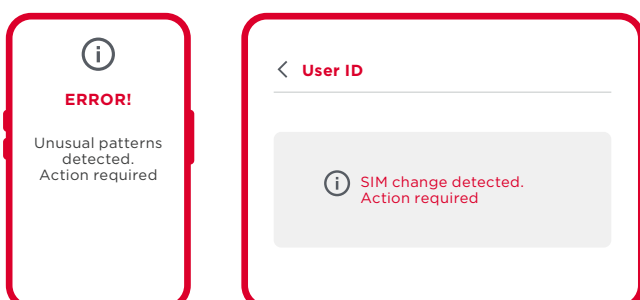 ERROR!
Unusual patterns
detected.
Action required
User ID
SIM change detected.
Action required